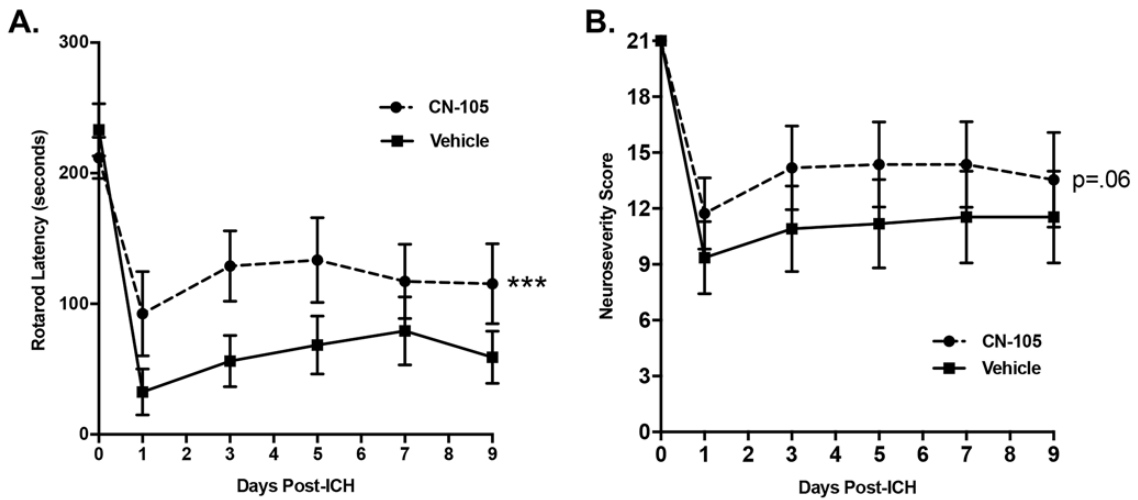 A.
300
200
100
0
Rotarod Latency (seconds)
CN-105
Vehicle
***
0 1 2 3 4 5 6 7 8 9
Days Post-ICH
B.
21
18
15
12
9
6
3
0
Neuroseverity Score
p=.06
CN-105
Vehicle
0 1 2 3 4 5 6 7 8 9
Days Post-ICH